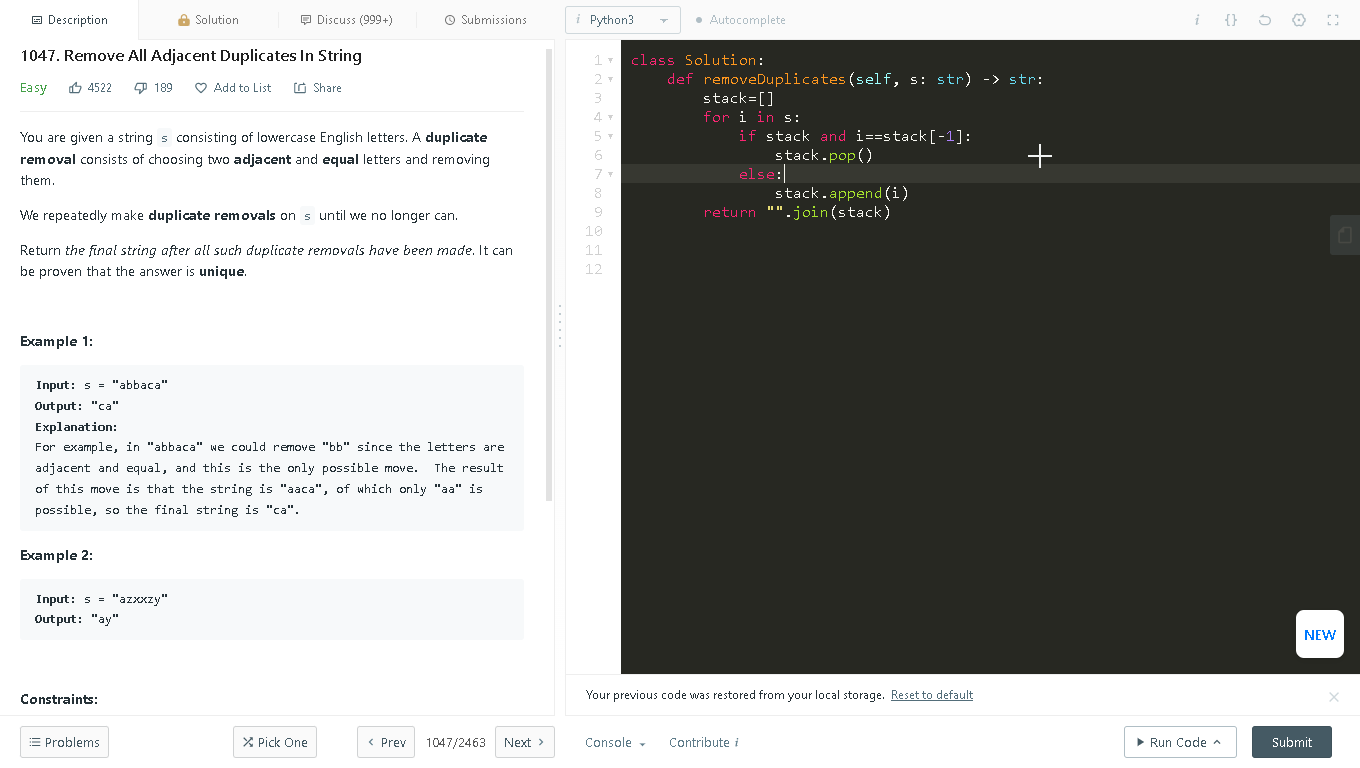 Description
Solution
Discuss (999+)
Submissions
i Python3
Autocomplete
i {}
1047. Remove All Adjacent Duplicates In String
Easy 4522 189 Add to List Share
You are given a string s consisting of lowercase English letters. A duplicate
removal consists of choosing two adjacent and equal letters and removing
them.
We repeatedly make duplicate removals on s until we no longer can.
Return the final string after all such duplicate removals have been made. It can
be proven that the answer is unique.
Example 1:
Input: s = "abbaca"
Output: "ca"
Explanation:
For example, in "abbaca" we could remove "bb" since the letters are
adjacent and equal, and this is the only possible move. The result
of this move is that the string is "aaca", of which only "aa" is
possible, so the final string is "ca".
Example 2:
Input: s = "azxxzy"
Output: "ay"
Constraints:
1 class Solution:
2 def removeDuplicates(self, s: str) -> str:
3 stack=[]
4 for i in s:
5 if stack and i==stack[-1]:
6 stack.pop()
7 else:
8 stack.append(i)
9 return "".join(stack)
10
11
12
NEW
Your previous code was restored from your local storage. Reset to default
Problems
Pick One
Prev
1047/2463
Next
Console
Contribute i
Run Code
Submit